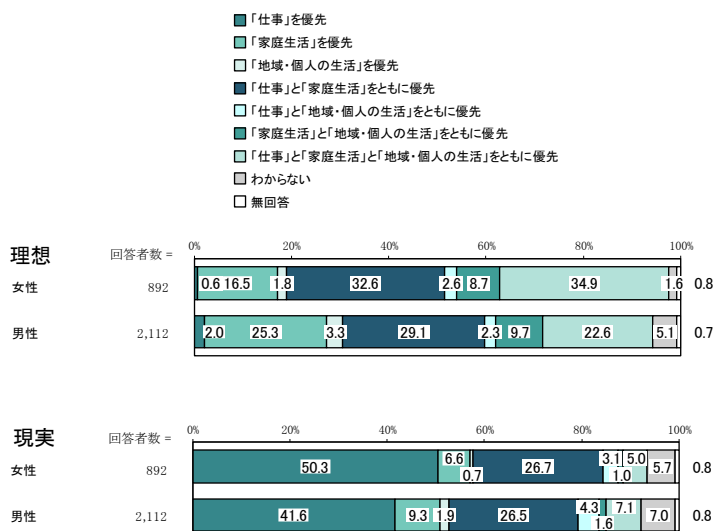 「仕事」を優先
「家庭生活」を優先
「地域・個人の生活」を優先
「仕事」と「家庭生活」をともに優先
「仕事」と「地域・個人の生活」をともに優先
「家庭生活」と「地域・個人の生活」をともに優先
「仕事」と「家庭生活」と「地域・個人の生活」をともに優先
わからない
無回答
理想 回答者数 = 0% 20% 40% 60% 80% 100%
女性 892 0.6 16.5 1.8 32.6 2.6 8.7 34.9 1.6 0.8
男性 2,112 2.0 25.3 3.3 29.1 2.3 9.7 22.6 5.1 0.7
現実 回答者数 = 0% 20% 40% 60% 80% 100%
女性 892 50.3 6.6 0.7 26.7 3.1 1.0 5.0 5.7 0.8
男性 2,112 41.6 9.3 1.9 26.5 4.3 1.6 7.1 7.0 0.8